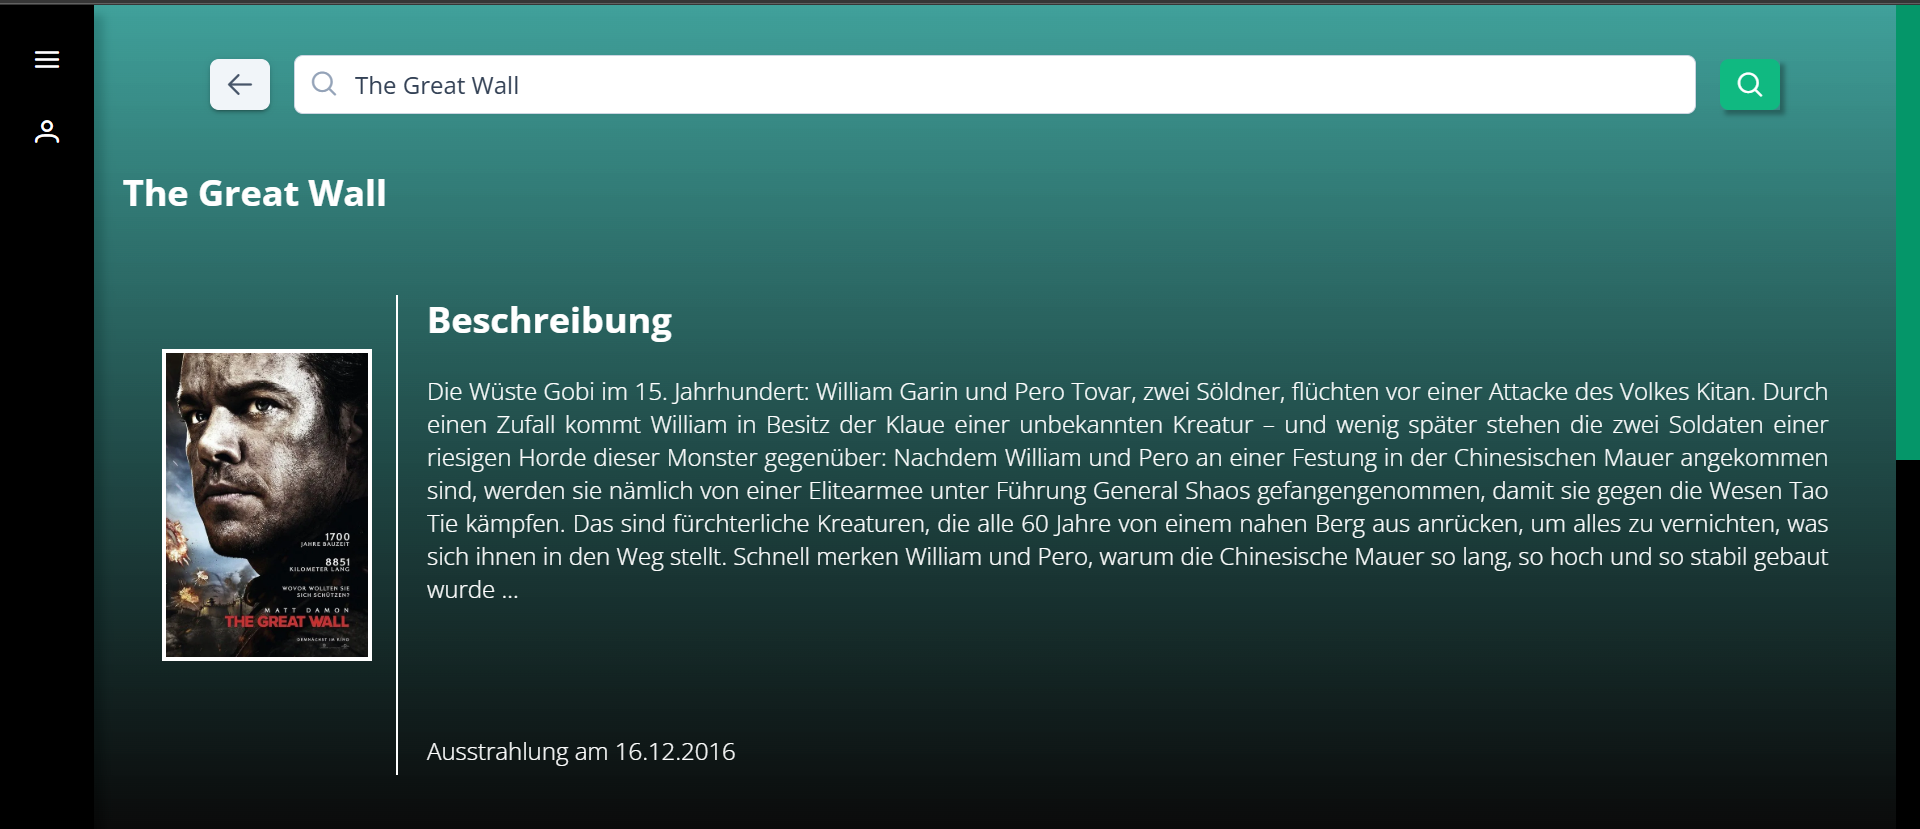 The Great Wall
The Great Wall
Beschreibung
Die Wüste Gobi im 15. Jahrhundert: William Garin und Pero Tovar, zwei Söldner, flüchten vor einer Attacke des Volkes Kitan. Durch
einen Zufall kommt William in Besitz der Klaue einer unbekannten Kreatur – und wenig später stehen die zwei Soldaten einer
riesigen Horde dieser Monster gegenüber: Nachdem William und Pero an einer Festung in der Chinesischen Mauer angekommen
sind, werden sie nämlich von einer Elitearmee unter Führung General Shaos gefangengenommen, damit sie gegen die Wesen Tao
Tie kämpfen. Das sind fürchterliche Kreaturen, die alle 60 Jahre von einem nahen Berg aus anrücken, um alles zu vernichten, was
sich ihnen in den Weg stellt. Schnell merken William und Pero, warum die Chinesische Mauer so lang, so hoch und so stabil gebaut
wurde ...
1700
JAHRE BAUZEIT
8851
KILOMETER LANG
WOVOR WOLLTEN SIE
SICH SCHÜTZEN?
MATT DAMON
THE GREAT WALL
DEMNÄCHST IM KINO
Ausstrahlung am 16.12.2016